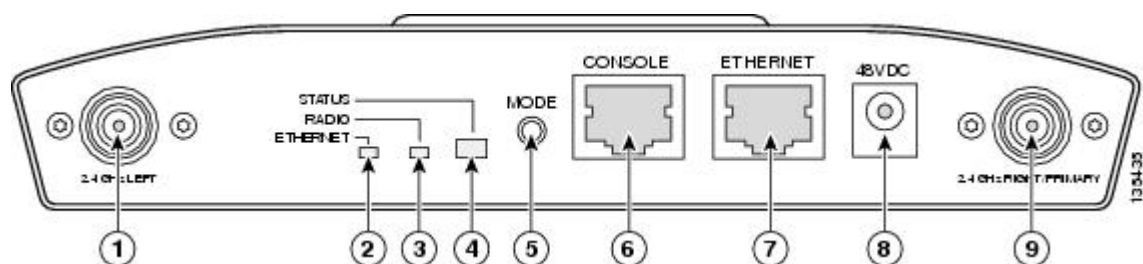 CONSOLE
ETHERNET
48VDC
STATUS
RADIO
ETHERNET
MODE
2.4 GHz LEFT
2.4 GHz RIGHT/PRIMARY
135435
1
2
3
4
5
6
7
8
9